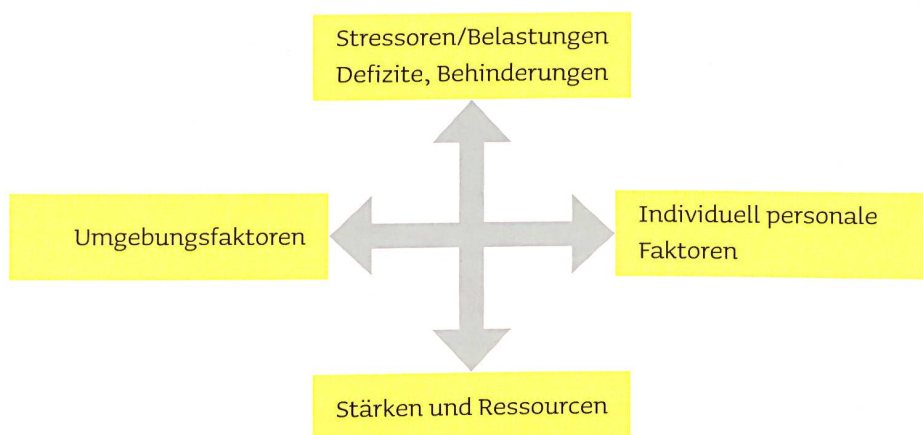 Stressoren/Belastungen
Defizite, Behinderungen
Umgebungsfaktoren
Individuell personale
Faktoren
Stärken und Ressourcen